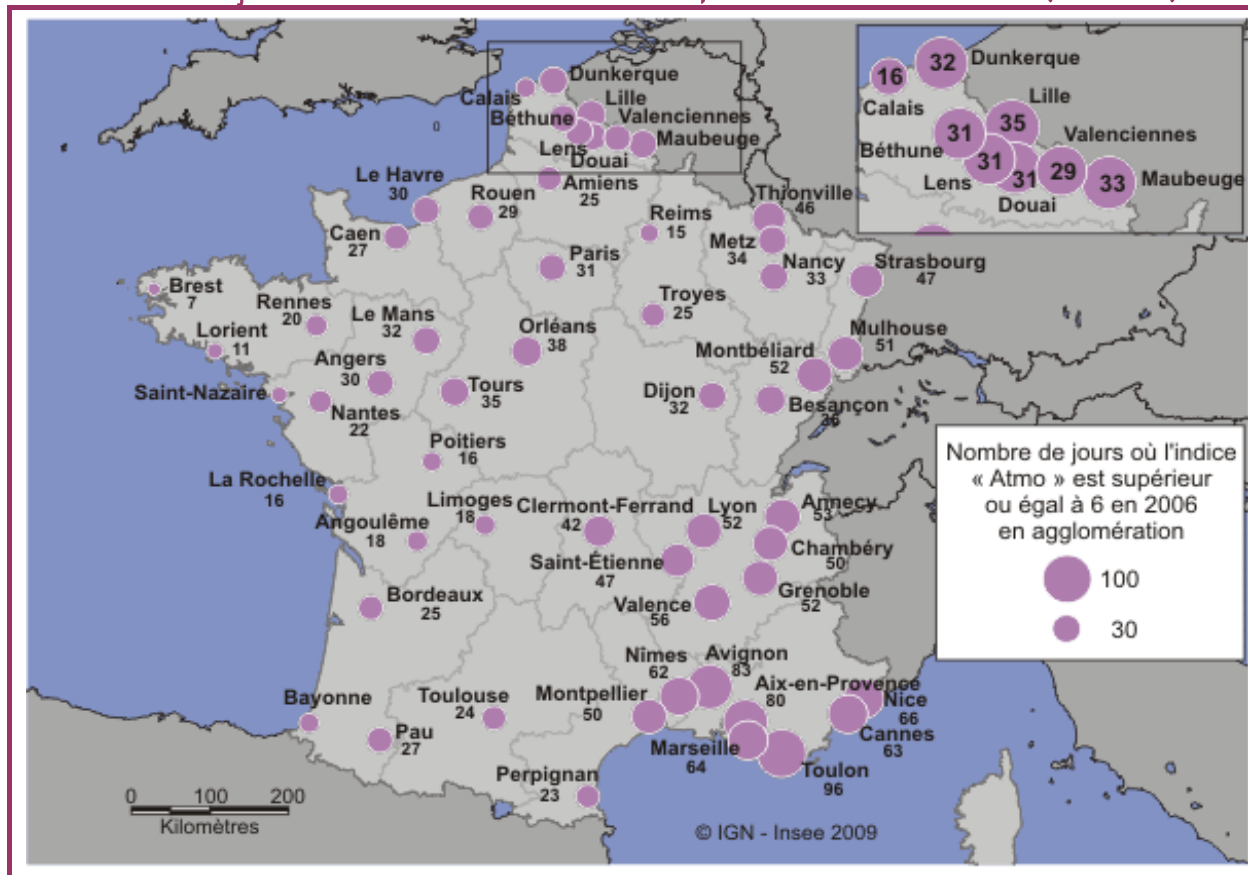 Dunkerque
Calais
Lille
Béthune
Valenciennes
Lens
Douai
Maubeuge
32
Dunkerque
16
Calais
Lille
35
Valenciennes
31
Béthune
31
31
29
33
Maubeuge
Lens
Douai
Le Havre
30
Rouen
29
Amiens
25
Thionville
46
Reims
15
Caen
27
Metz
34
Paris
31
Nancy
33
Strasbourg
47
Brest
7
Rennes
20
Le Mans
32
Troyes
25
Lorient
11
Orléans
38
Mulhouse
51
Angers
30
Montbéliard
52
Saint-Nazaire
Tours
35
Dijon
32
Besançon
36
Nantes
22
Poitiers
16
La Rochelle
16
Limoges
18
Clermont-Ferrand
42
Lyon
52
Annecy
53
Angoulême
18
Saint-Étienne
47
Chambéry
50
Bordeaux
25
Valence
56
Grenoble
52
Nîmes
62
Avignon
83
Aix-en-Provence
80
Bayonne
Toulouse
24
Montpellier
50
Nice
66
Pau
27
Marseille
64
Cannes
63
Perpignan
23
Toulon
96
Nombre de jours où l'indice
« Atmo » est supérieur
ou égal à 6 en 2006
en agglomération
100
30
0 100 200
Kilomètres
© IGN - Insee 2009